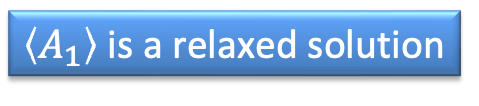 ⟨A₁⟩ is a relaxed solution